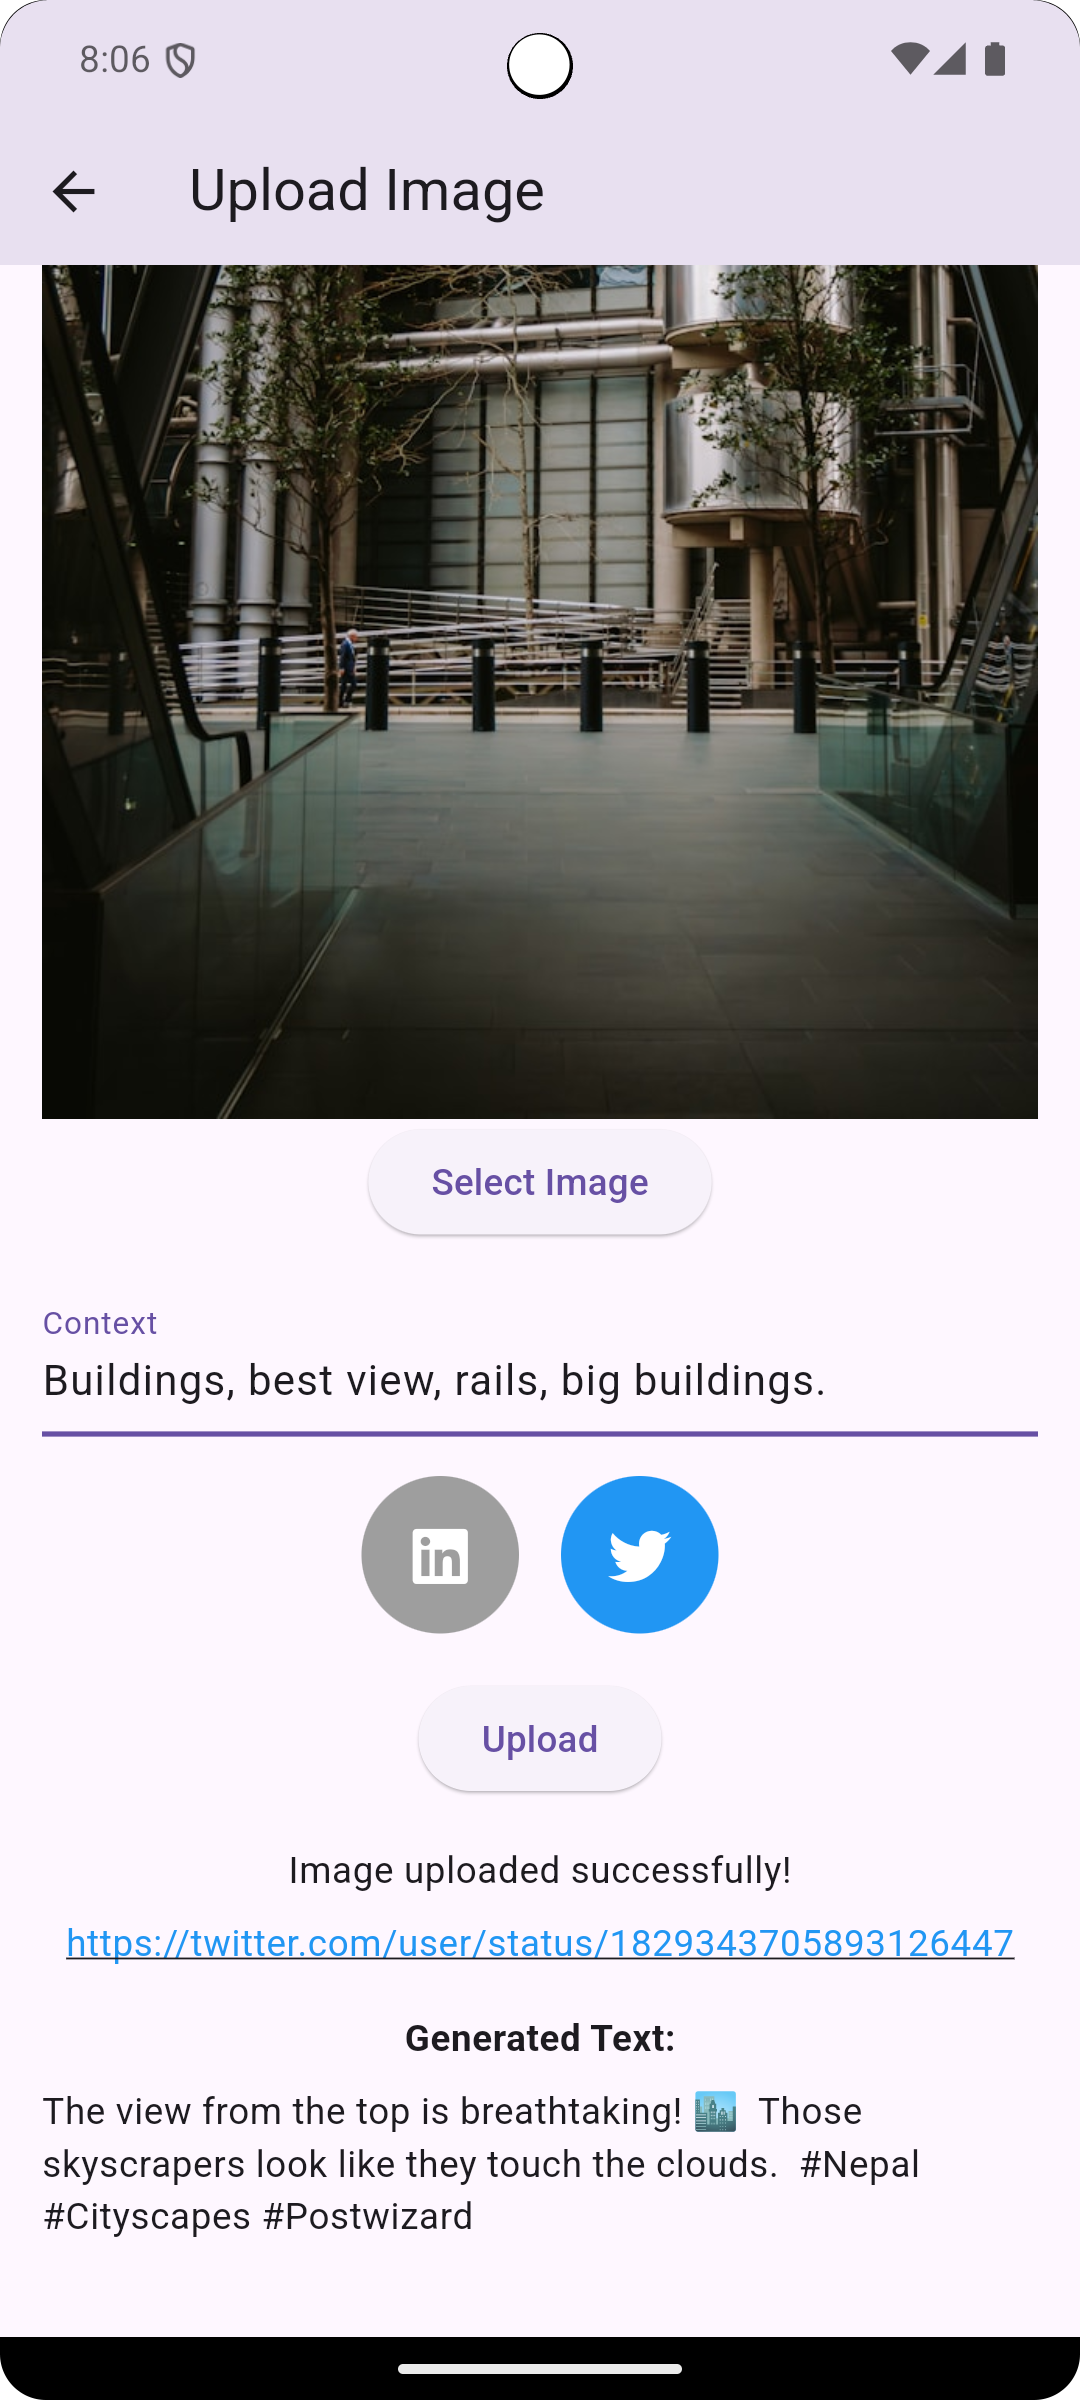 8:06
Upload Image
Select Image
Context
Buildings, best view, rails, big buildings.
in
Upload
Image uploaded successfully!
https://twitter.com/user/status/1829343705893126447
Generated Text:
The view from the top is breathtaking! 🏙️  Those
skyscrapers look like they touch the clouds.  #Nepal
#Cityscapes #Postwizard